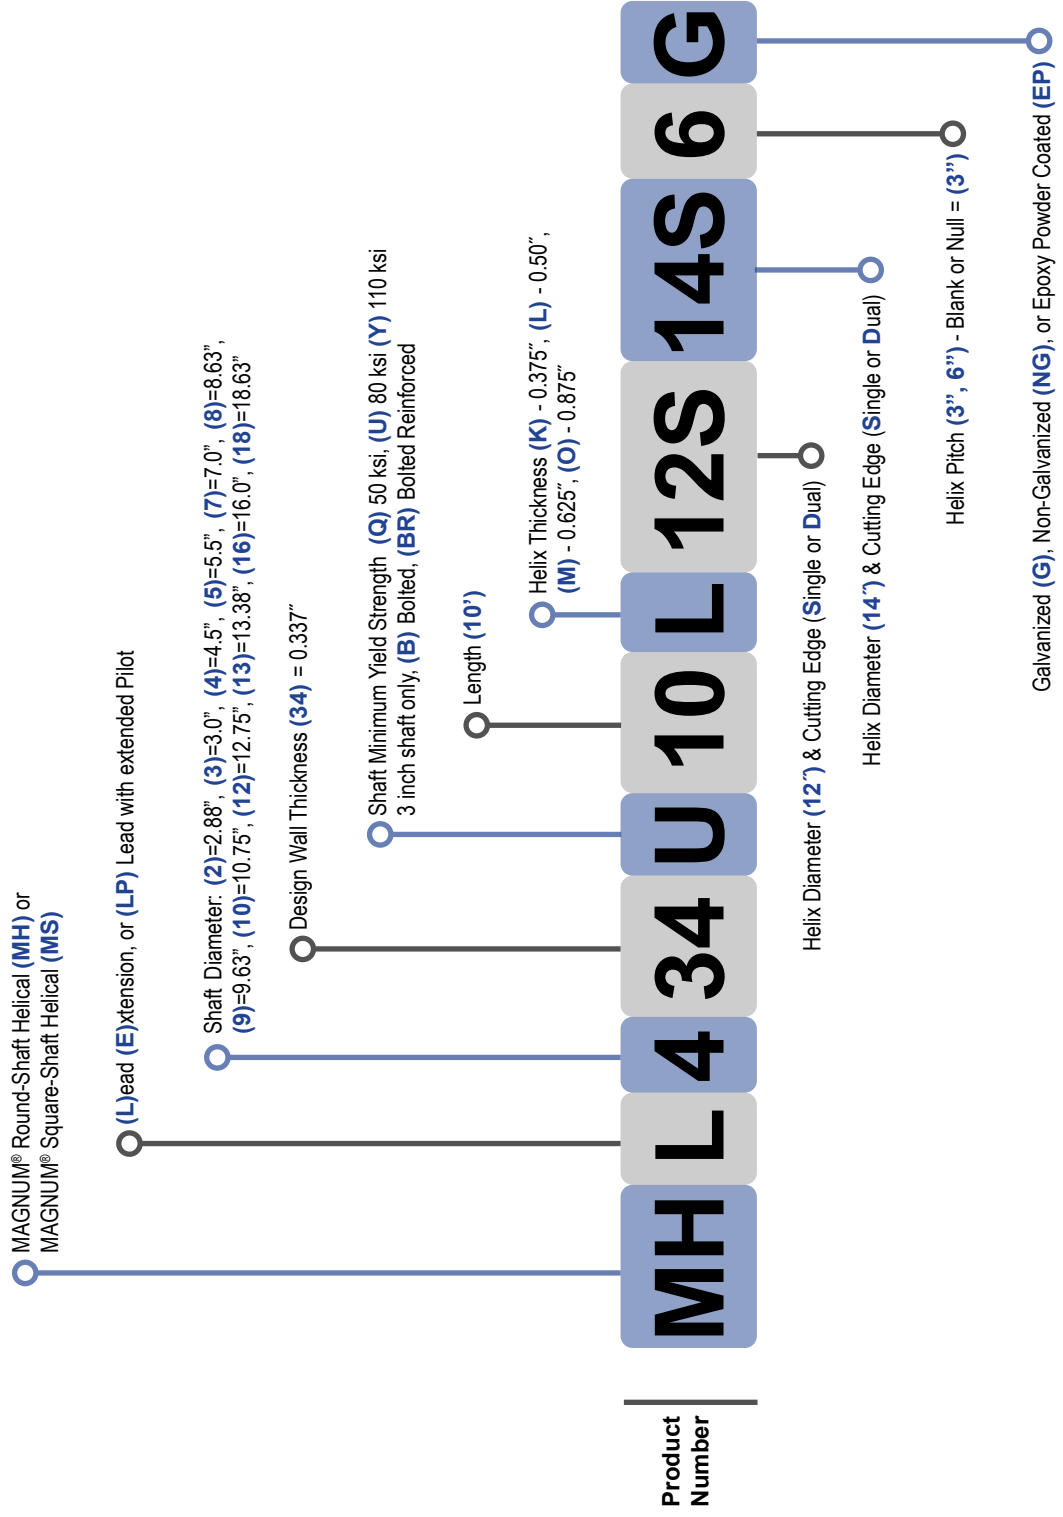 MAGNUM® Round-Shaft Helical (MH) or
MAGNUM® Square-Shaft Helical (MS)
(L)ead (E)xtension, or (LP) Lead with extended Pilot
Shaft Diameter: (2)=2.88”, (3)=3.0”, (4)=4.5”, (5)=5.5”, (7)=7.0”, (8)=8.63”,
(9)=9.63”, (10)=10.75”, (12)=12.75”, (13)=13.38”, (16)=16.0”, (18)=18.63”
Design Wall Thickness (34) = 0.337˝
Shaft Minimum Yield Strength (Q) 50 ksi, (U) 80 ksi (Y) 110 ksi
3 inch shaft only, (B) Bolted, (BR) Bolted Reinforced
Length (10’)
Helix Thickness (K) - 0.375˝, (L) - 0.50˝,
(M) - 0.625˝, (O) - 0.875˝
Product
Number
MH L 4 34 U 10 L 12S 14S 6 G
Helix Diameter (12˝) & Cutting Edge (Single or Dual)
Helix Diameter (14˝) & Cutting Edge (Single or Dual)
Helix Pitch (3”, 6”) - Blank or Null = (3”)
Galvanized (G), Non-Galvanized (NG), or Epoxy Powder Coated (EP)